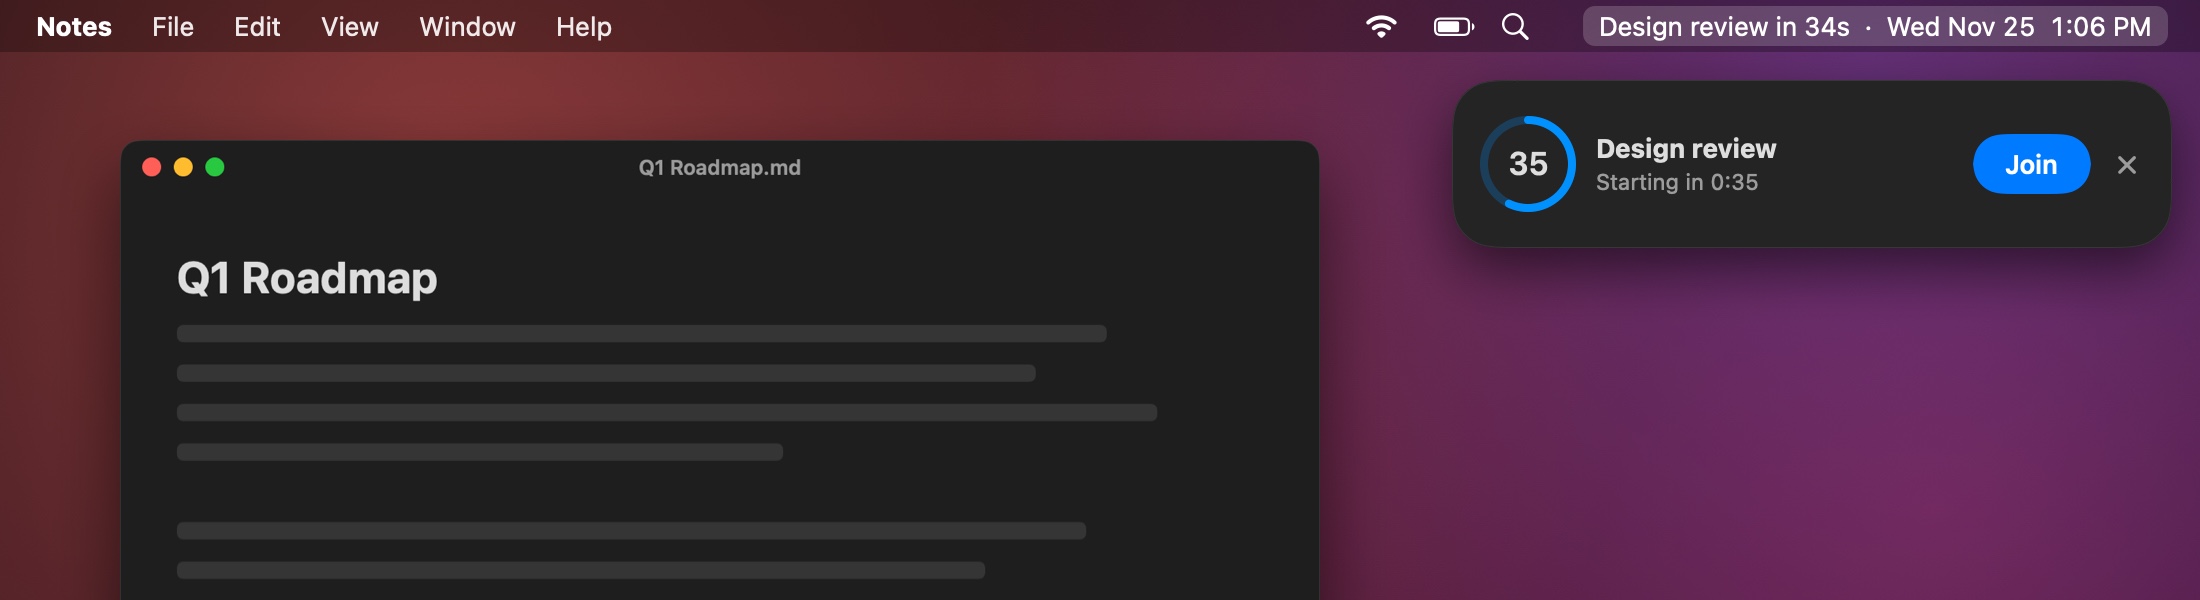 Notes File Edit View Window Help Design review in 34s · Wed Nov 25 1:06 PM
Q1 Roadmap.md
Q1 Roadmap
35
Design review
Starting in 0:35
Join